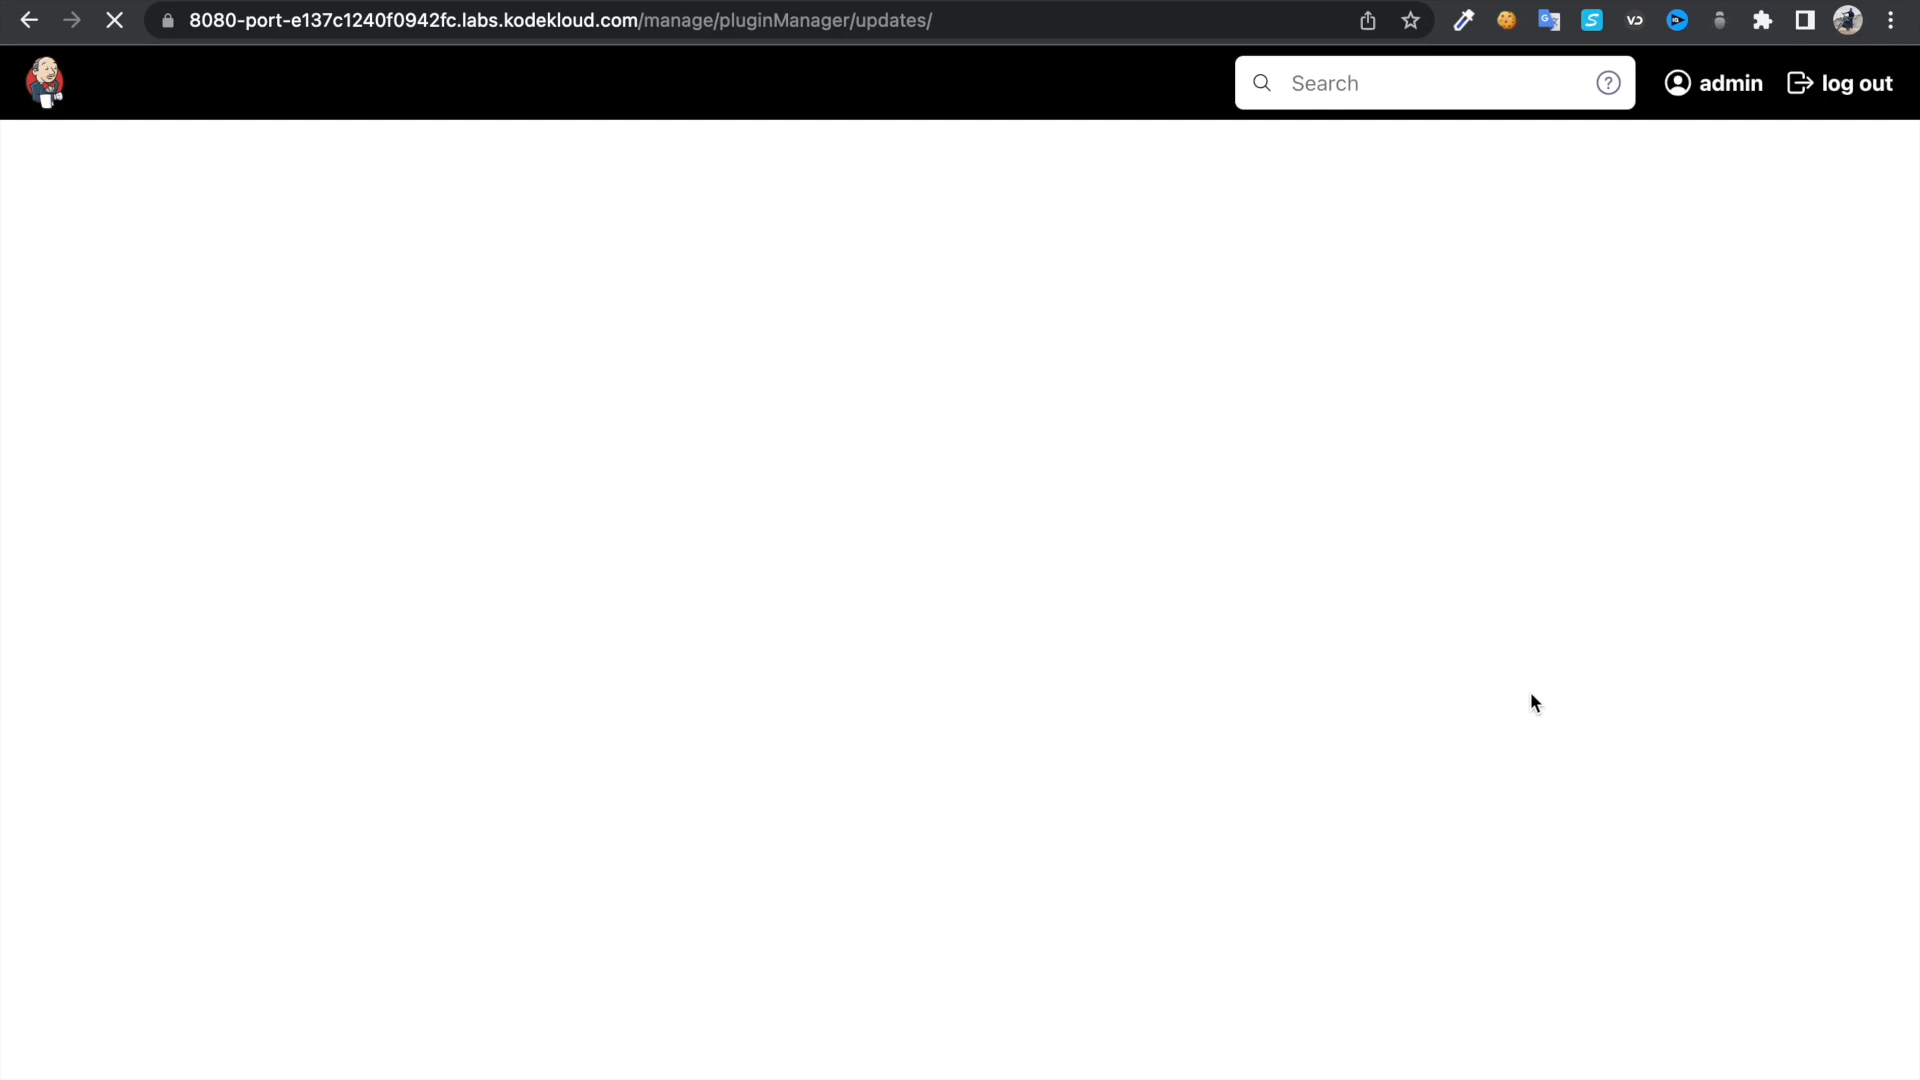 8080-port-e137c1240f0942fc.labs.kodekloud.com/manage/pluginManager/updates/
Search
admin
log out